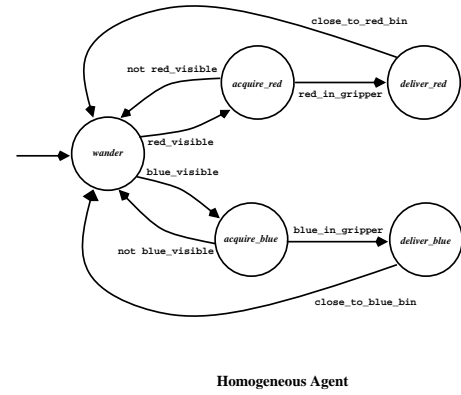 close_to_red_bin
not red_visible
acquire_red
deliver_red
red_in_gripper
wander
red_visible
blue_visible
blue_in_gripper
acquire_blue
deliver_blue
not blue_visible
close_to_blue_bin
Homogeneous Agent